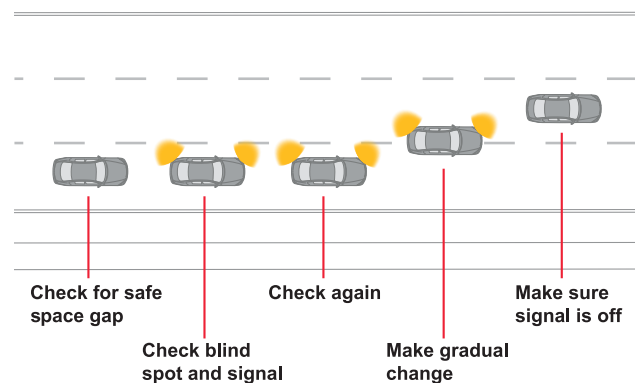 Check for safe
space gap
Check blind
spot and signal
Check again
Make gradual
change
Make sure
signal is off